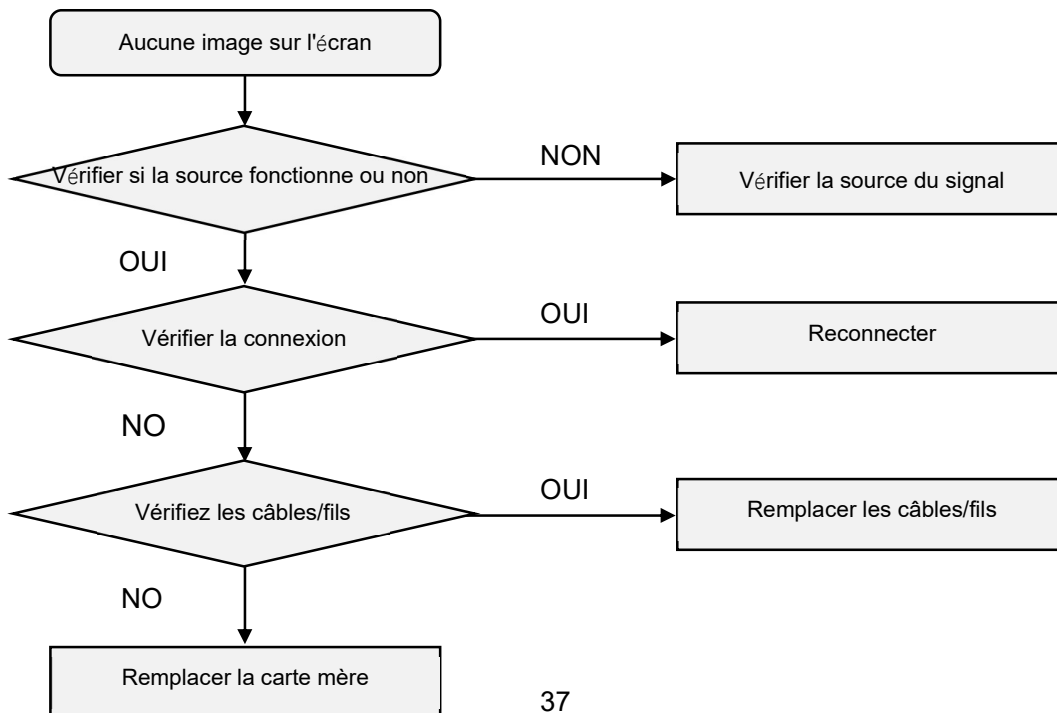 Aucune image sur l'écran
Vérifier si la source fonctionne ou non
NON
Vérifier la source du signal
OUI
Vérifier la connexion
OUI
Reconnecter
NO
Vérifiez les câbles/fils
OUI
Remplacer les câbles/fils
NO
Remplacer la carte mère
37